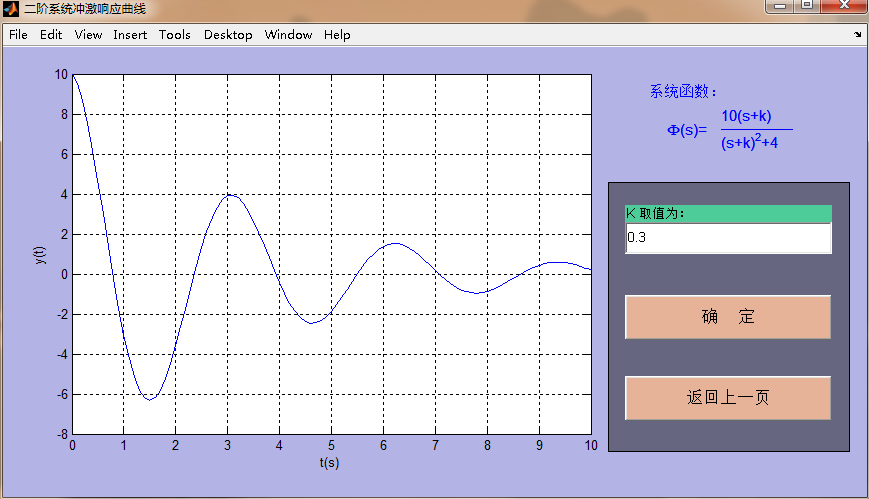 二阶系统冲激响应曲线
File Edit View Insert Tools Desktop Window Help
系统函数：
Φ(s)= 10(s+k)
(s+k)²+4
K 取值为：
0.3
确 定
返回上一页
y(t)
10
8
6
4
2
0
-2
-4
-6
-8
0 1 2 3 4 5 6 7 8 9 10
t(s)